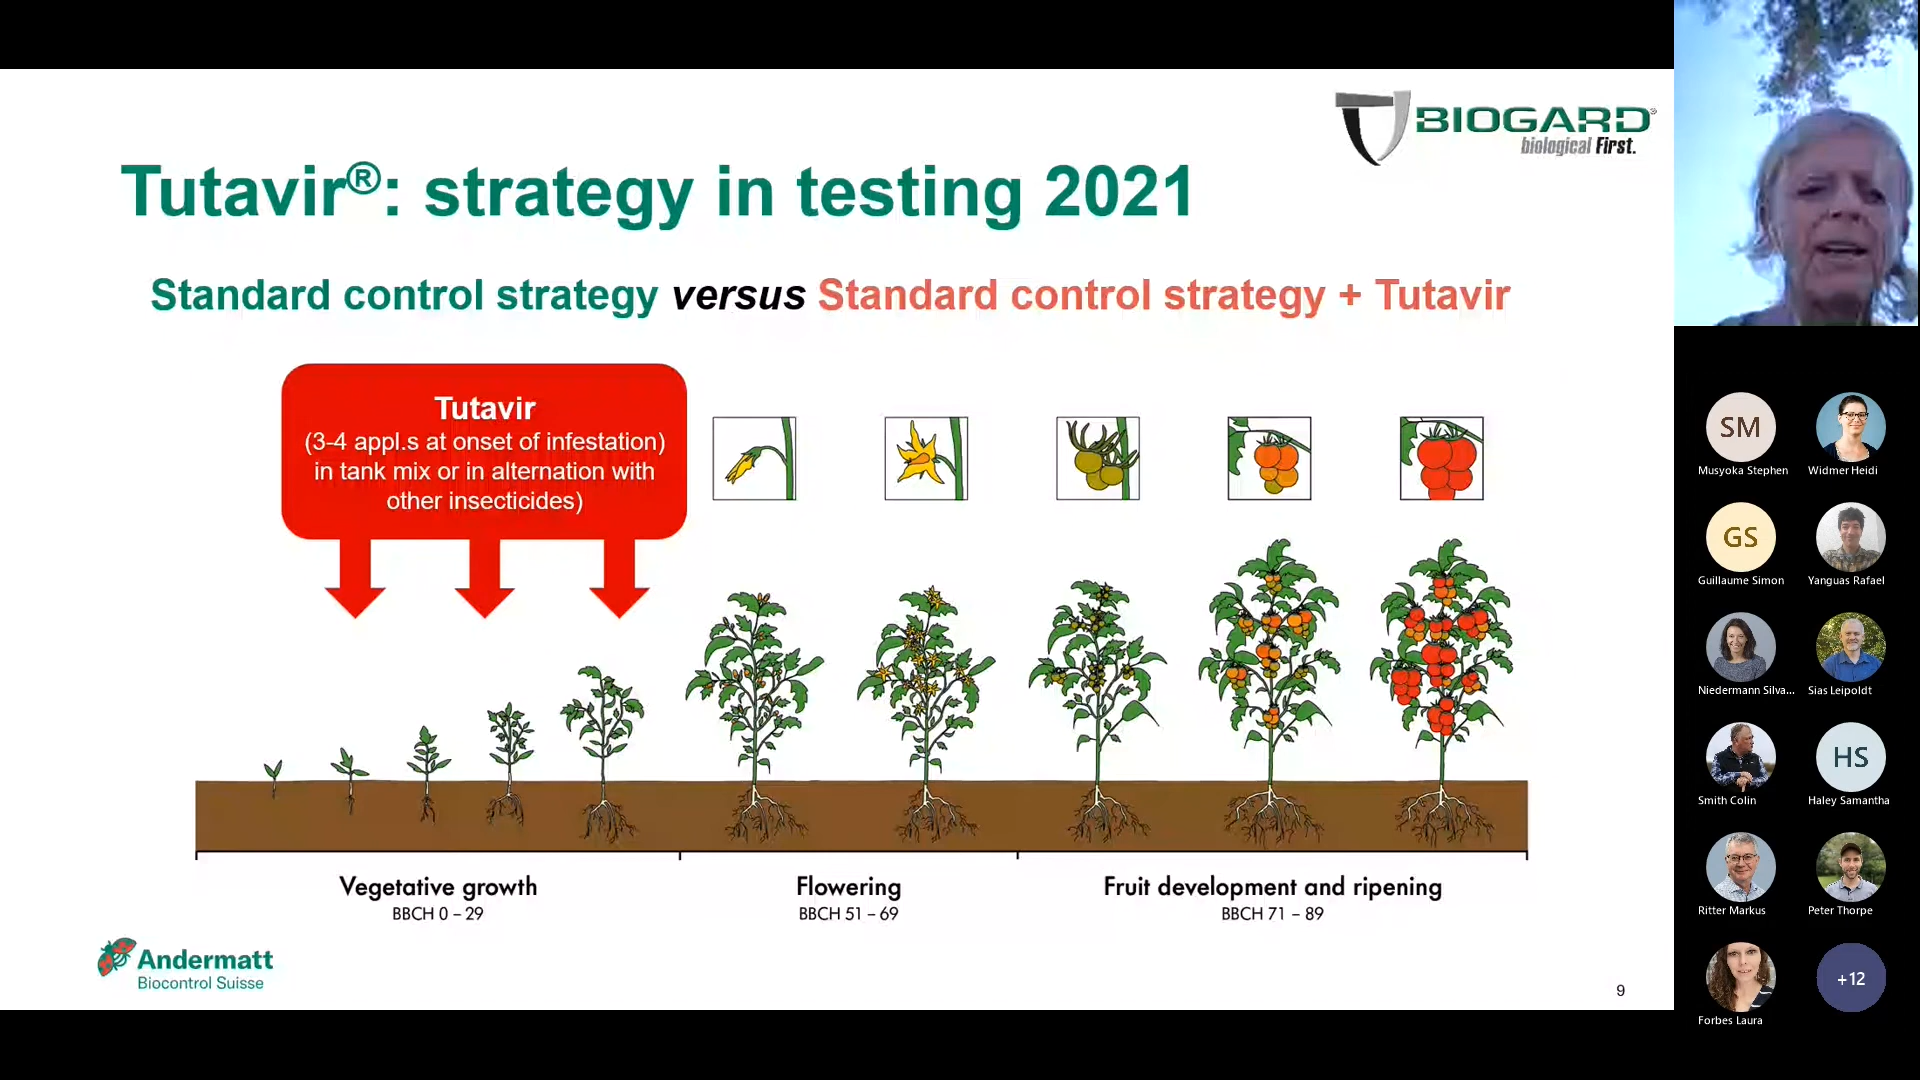 BIOGARD®
biological First.
Tutavir®: strategy in testing 2021
Standard control strategy versus Standard control strategy + Tutavir
Tutavir
(3-4 appl.s at onset of infestation)
in tank mix or in alternation with
other insecticides)
Vegetative growth
BBCH 0 – 29
Flowering
BBCH 51 – 69
Fruit development and ripening
BBCH 71 – 89
Andermatt
Biocontrol Suisse
9
SM
Musyoka Stephen
Widmer Heidi
GS
Guillaume Simon
Yanguas Rafael
Niedermann Silva...
Sias Leipoldt
Smith Colin
HS
Haley Samantha
Ritter Markus
Peter Thorpe
Forbes Laura
+12